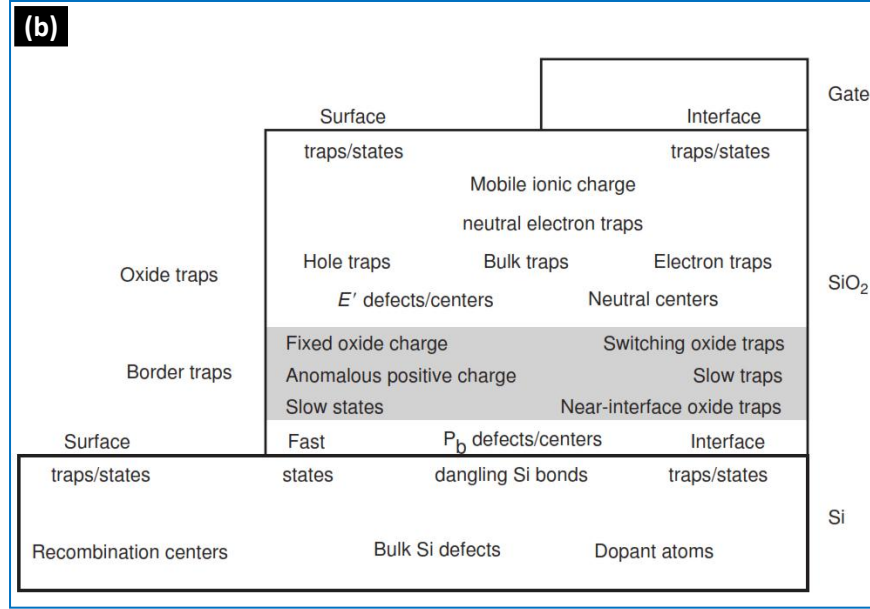 (b)
Gate
Surface Interface
traps/states traps/states
Mobile ionic charge
neutral electron traps
Hole traps Bulk traps Electron traps
Oxide traps
SiO₂
E′ defects/centers Neutral centers
Fixed oxide charge Switching oxide traps
Border traps Anomalous positive charge Slow traps
Slow states Near-interface oxide traps
Surface Fast P_b defects/centers Interface
traps/states states dangling Si bonds traps/states
Si
Recombination centers Bulk Si defects Dopant atoms